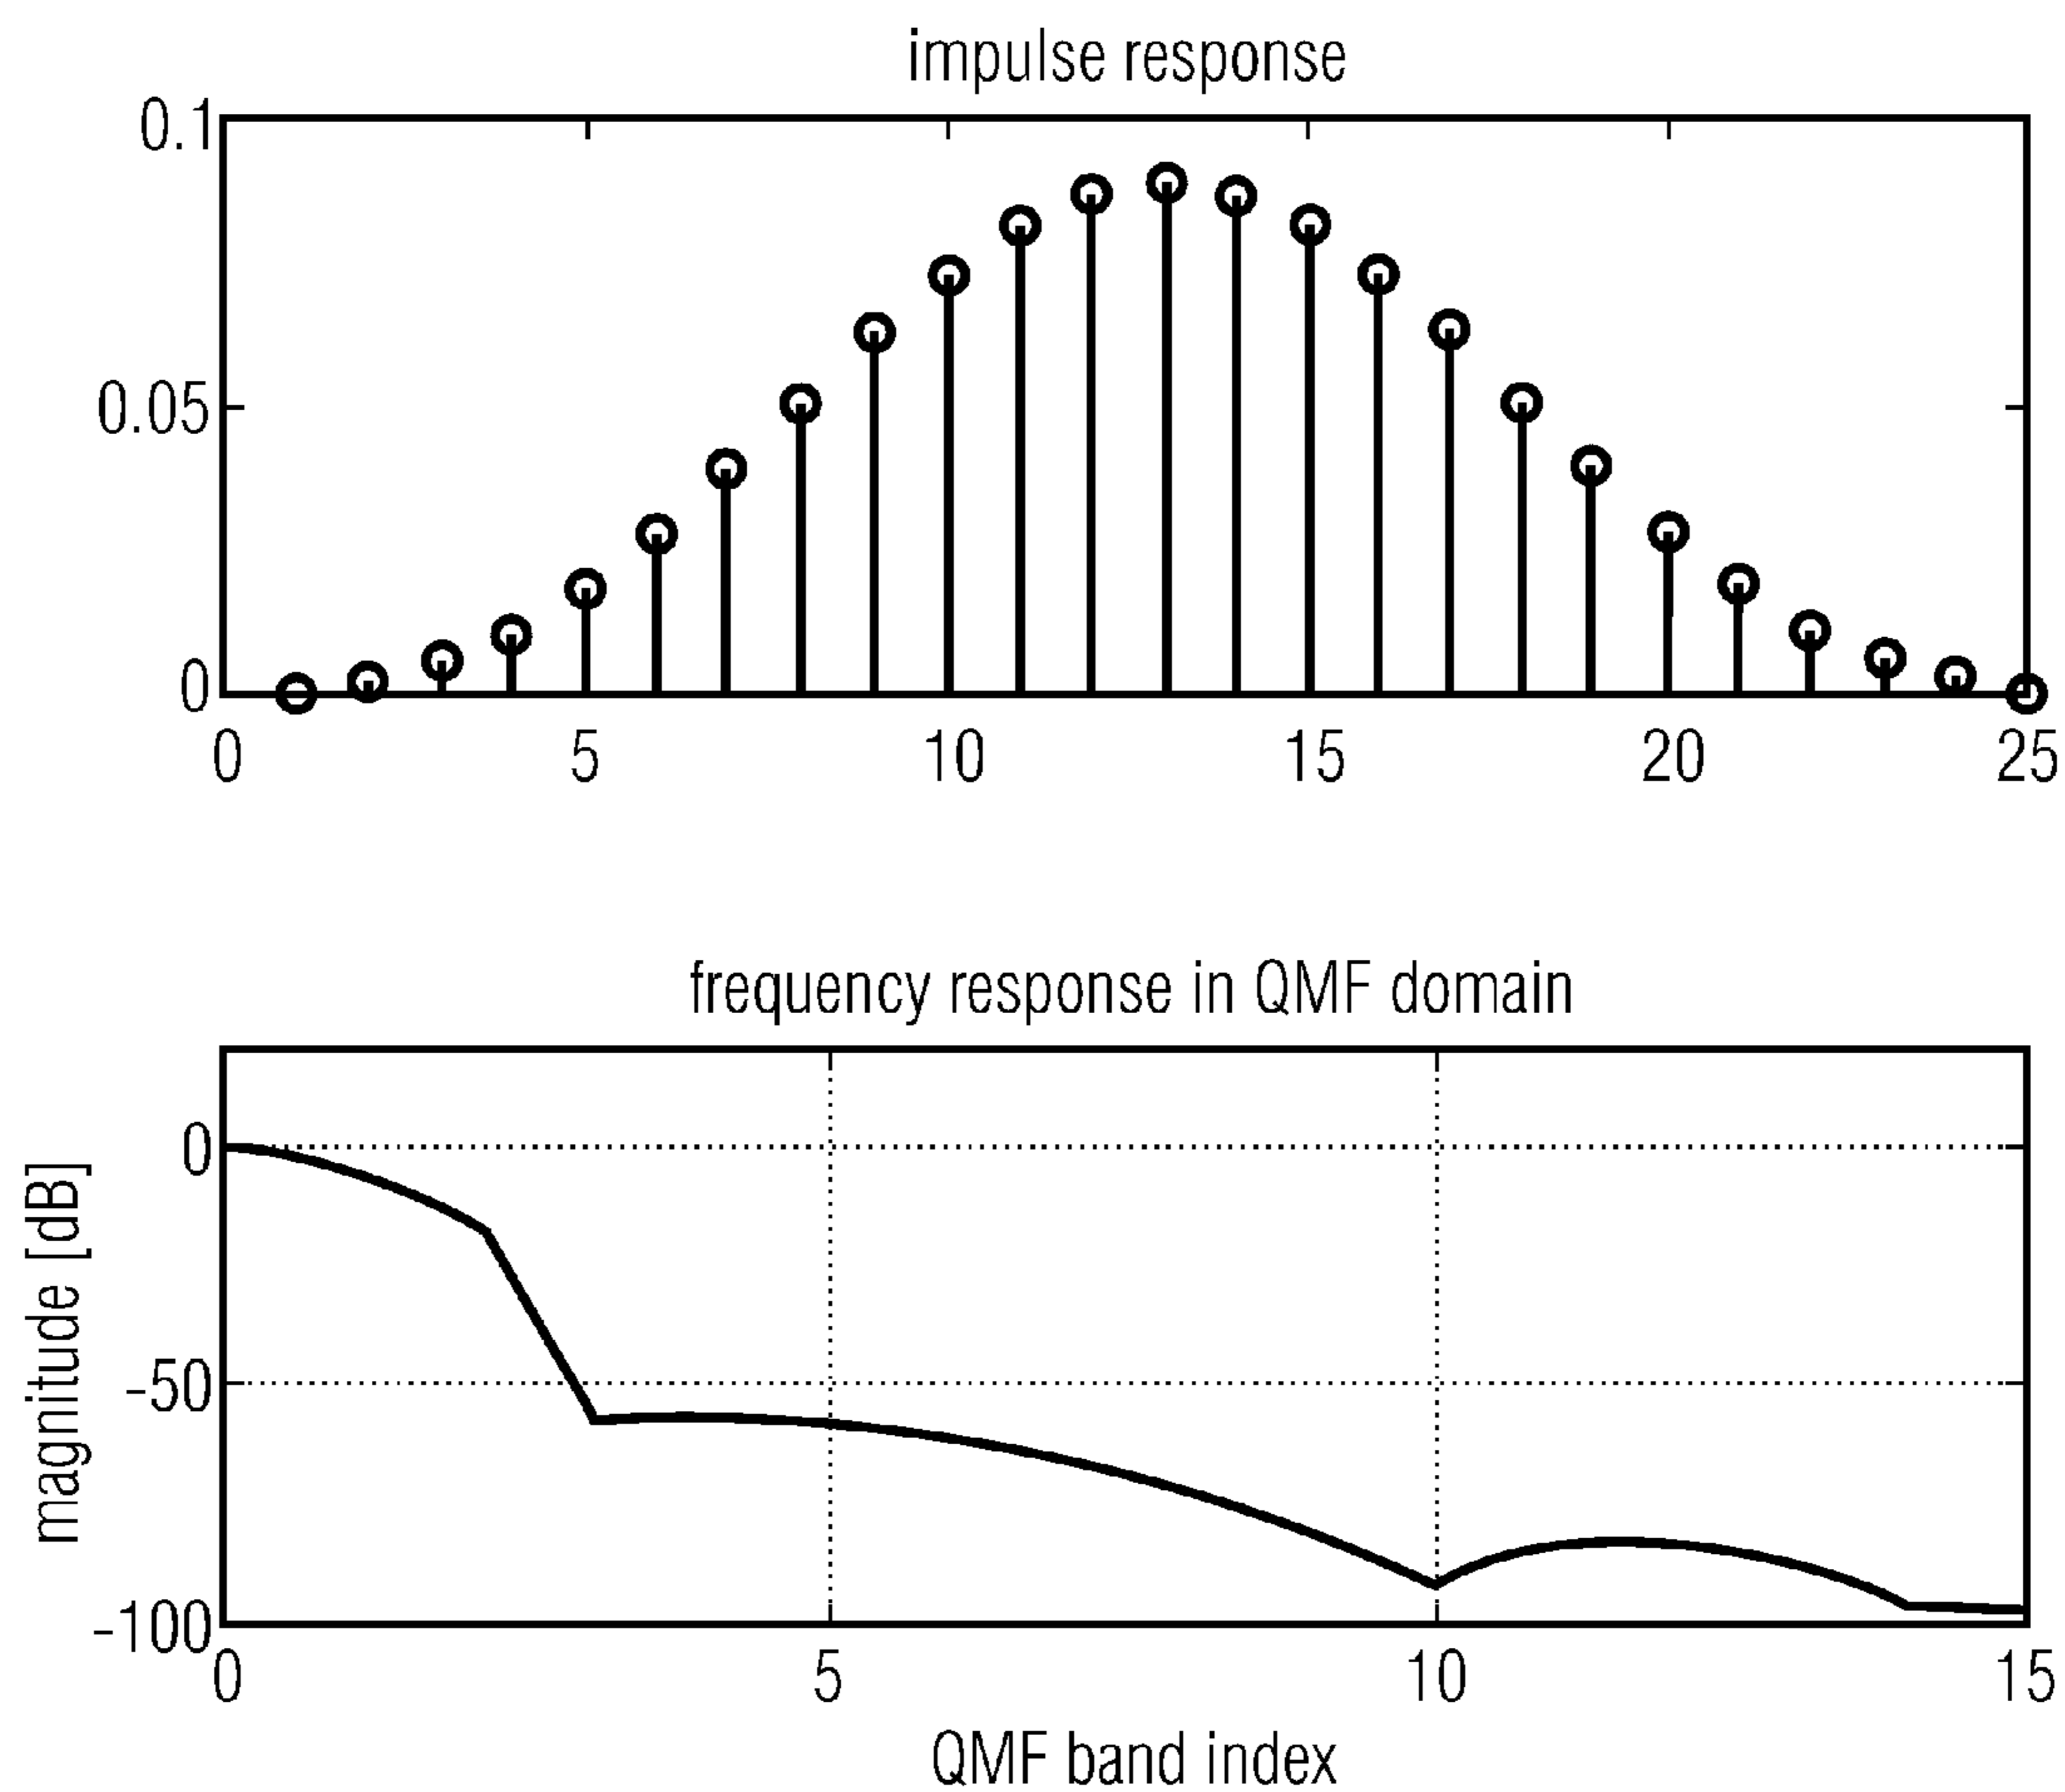 impulse response
0.1
0.05
0
0 5 10 15 20 25
frequency response in QMF domain
magnitude [dB]
0
-50
-100
0 5 10 15
QMF band index